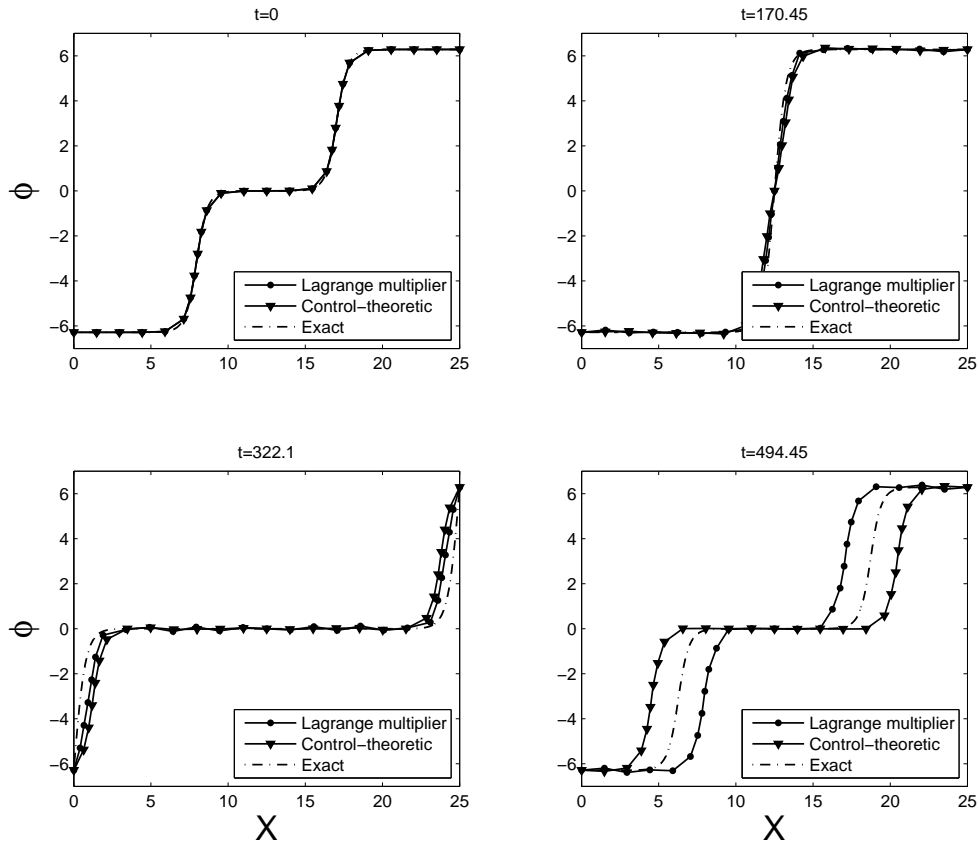 t=0
6
4
2
0
−2
−4
−6
ϕ
0 5 10 15 20 25
Lagrange multiplier
Control−theoretic
Exact
t=170.45
6
4
2
0
−2
−4
−6
0 5 10 15 20 25
Lagrange multiplier
Control−theoretic
Exact
t=322.1
6
4
2
0
−2
−4
−6
ϕ
0 5 10 15 20 25
X
Lagrange multiplier
Control−theoretic
Exact
t=494.45
6
4
2
0
−2
−4
−6
0 5 10 15 20 25
X
Lagrange multiplier
Control−theoretic
Exact